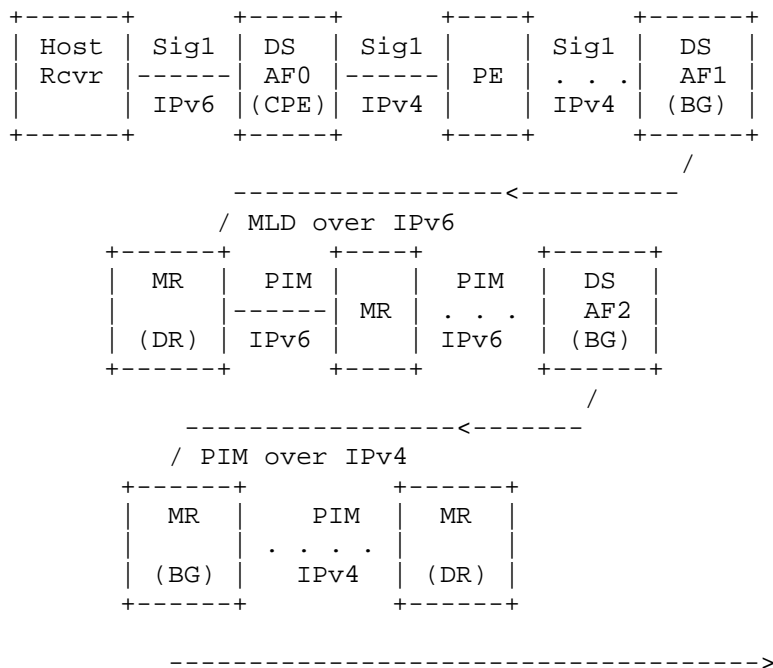 +------+         +-----+        +----+         +------+
| Host |  Sig1   | DS  |  Sig1  |    |  Sig1   |  DS  |
| Rcvr |------| AF0 |------| PE |  . . .| AF1  |
|      |  IPv6   |(CPE)|  IPv4  |    |  IPv4   | (BG) |
+------+         +-----+        +----+         +------+
/
-----------------<----------
/ MLD over IPv6
+------+       +----+         +------+
|  MR  |  PIM  |    |   PIM   |  DS  |
|      |------| MR | . . . | AF2  |
| (DR) | IPv6  |    |  IPv6   | (BG) |
+------+       +----+         +------+
/
-----------------<-------
/ PIM over IPv4
+------+          +------+
|  MR  |    PIM   |  MR  |
|      | . . . . |      |
| (BG) |   IPv4   | (DR) |
+------+          +------+
------------------------------------->